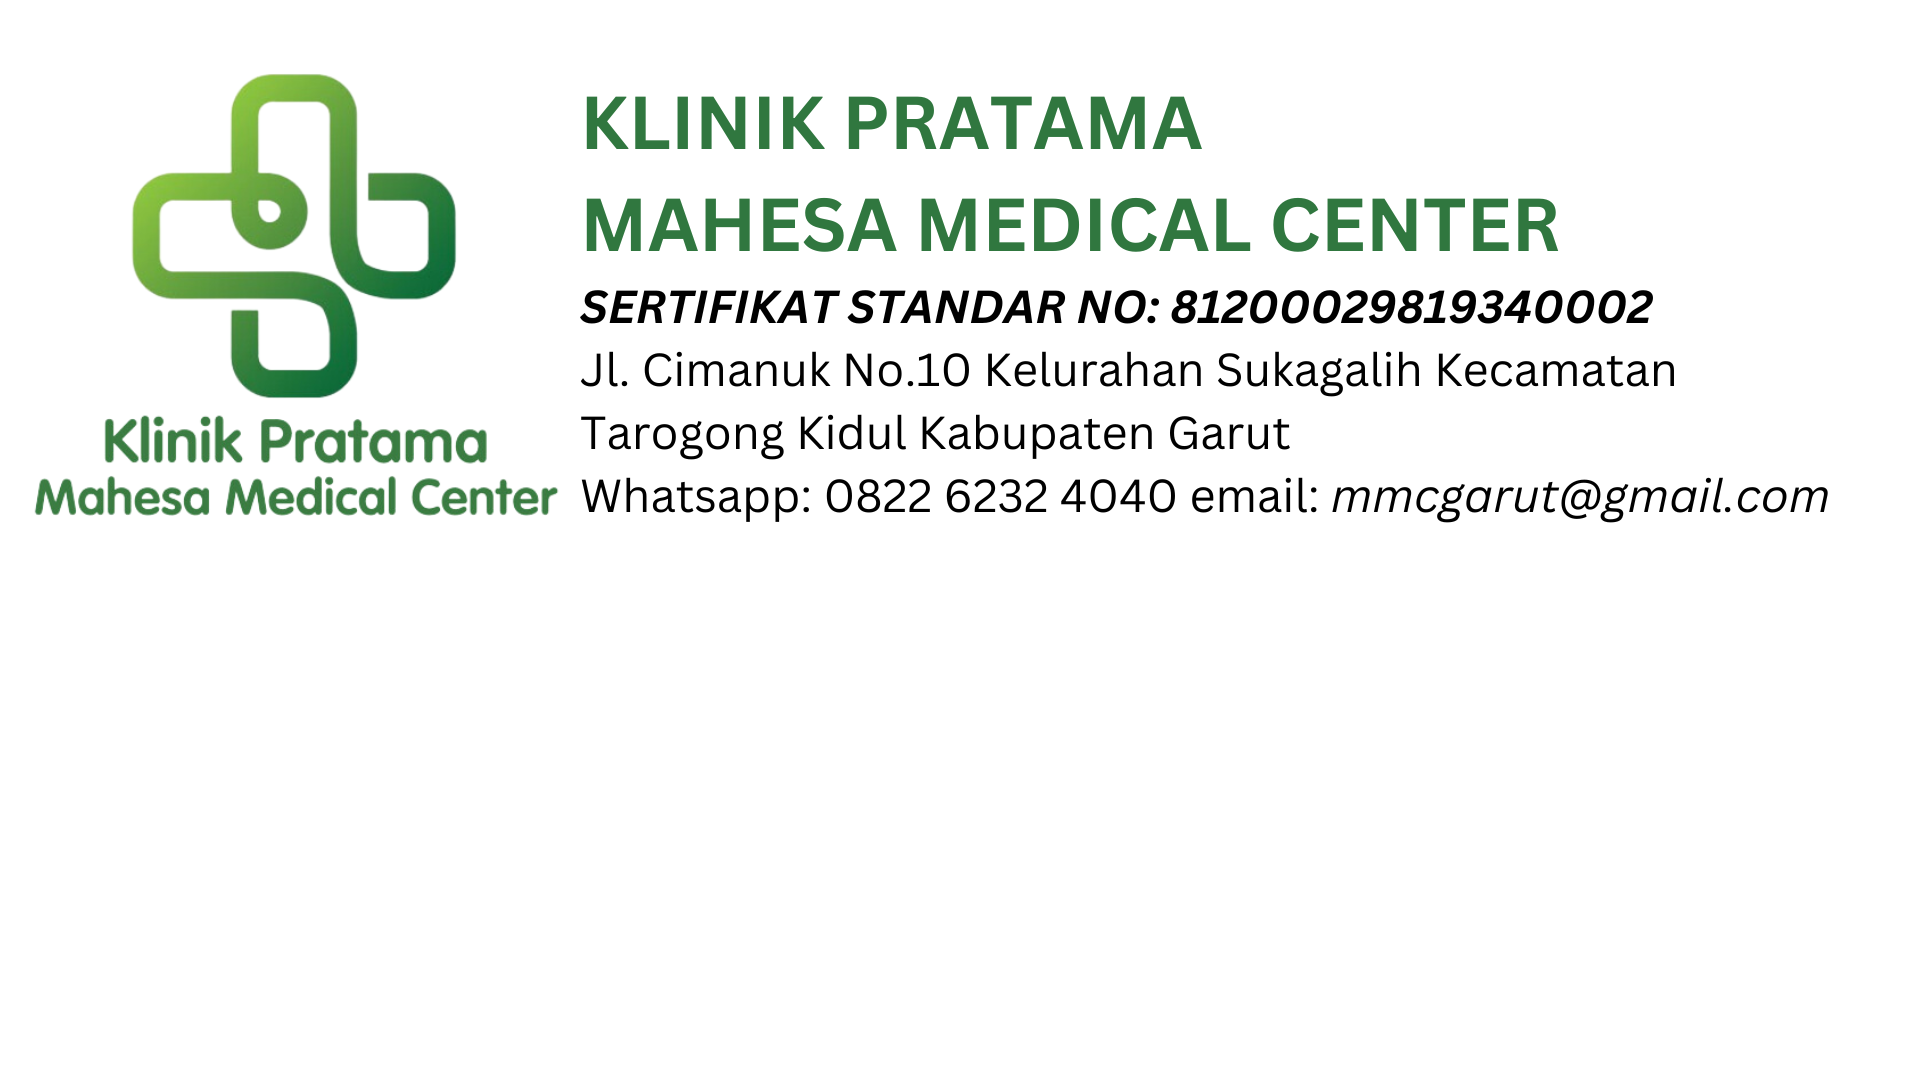 Klinik Pratama
Mahesa Medical Center
KLINIK PRATAMA
MAHESA MEDICAL CENTER
SERTIFIKAT STANDAR NO: 81200029819340002
Jl. Cimanuk No.10 Kelurahan Sukagalih Kecamatan
Tarogong Kidul Kabupaten Garut
Whatsapp: 0822 6232 4040 email: mmcgarut@gmail.com